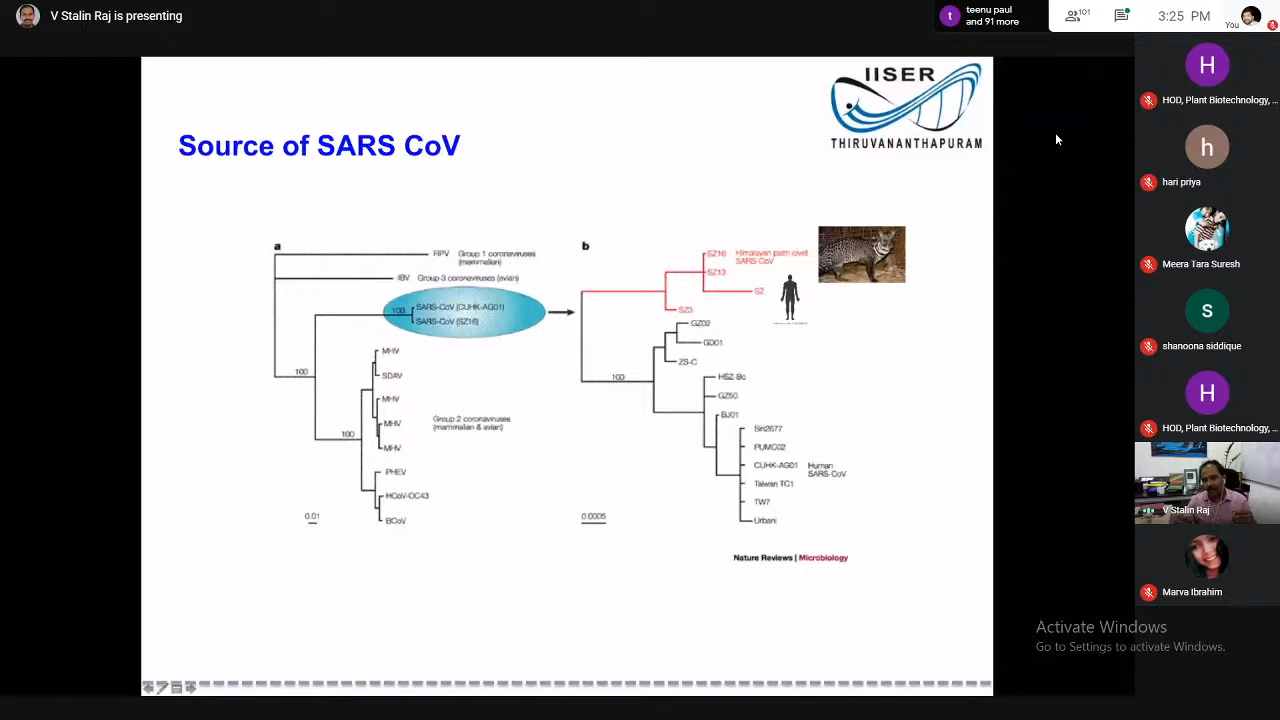 V Stalin Raj is presenting
t
teenu paul
and 91 more
101
3:25 PM
You
IISER
THIRUVANANTHAPURAM
Source of SARS CoV
a
FIPV Group 1 coronaviruses
(mammalian)
IBV Group 3 coronaviruses (avian)
100
SARS-CoV (CUHK-AG01)
SARS-CoV (SZ16)
100
MHV
SDAV
MHV
MHV
MHV
Group 2 coronaviruses
(mammalian & avian)
100
PHEV
HCoV-OC43
BCoV
0.01
b
SZ16 Himalayan palm civet
SARS-CoV
SZ13
SZ
SZ3
GZ02
GD01
ZS-C
100
HSZ-Bc
GZ50
BJ01
Sin2677
PUMC02
CUHK-AG01 Human
SARS-CoV
Taiwan TC1
TW7
Urbani
0.0005
Nature Reviews | Microbiology
H
HOD, Plant Biotechnology, ...
h
hari priya
Meera Tara Suresh
S
shanoona siddique
H
HOD, Plant Biotechnology, ...
V Stalin Raj
Marva Ibrahim
Activate Windows
Go to Settings to activate Windows.